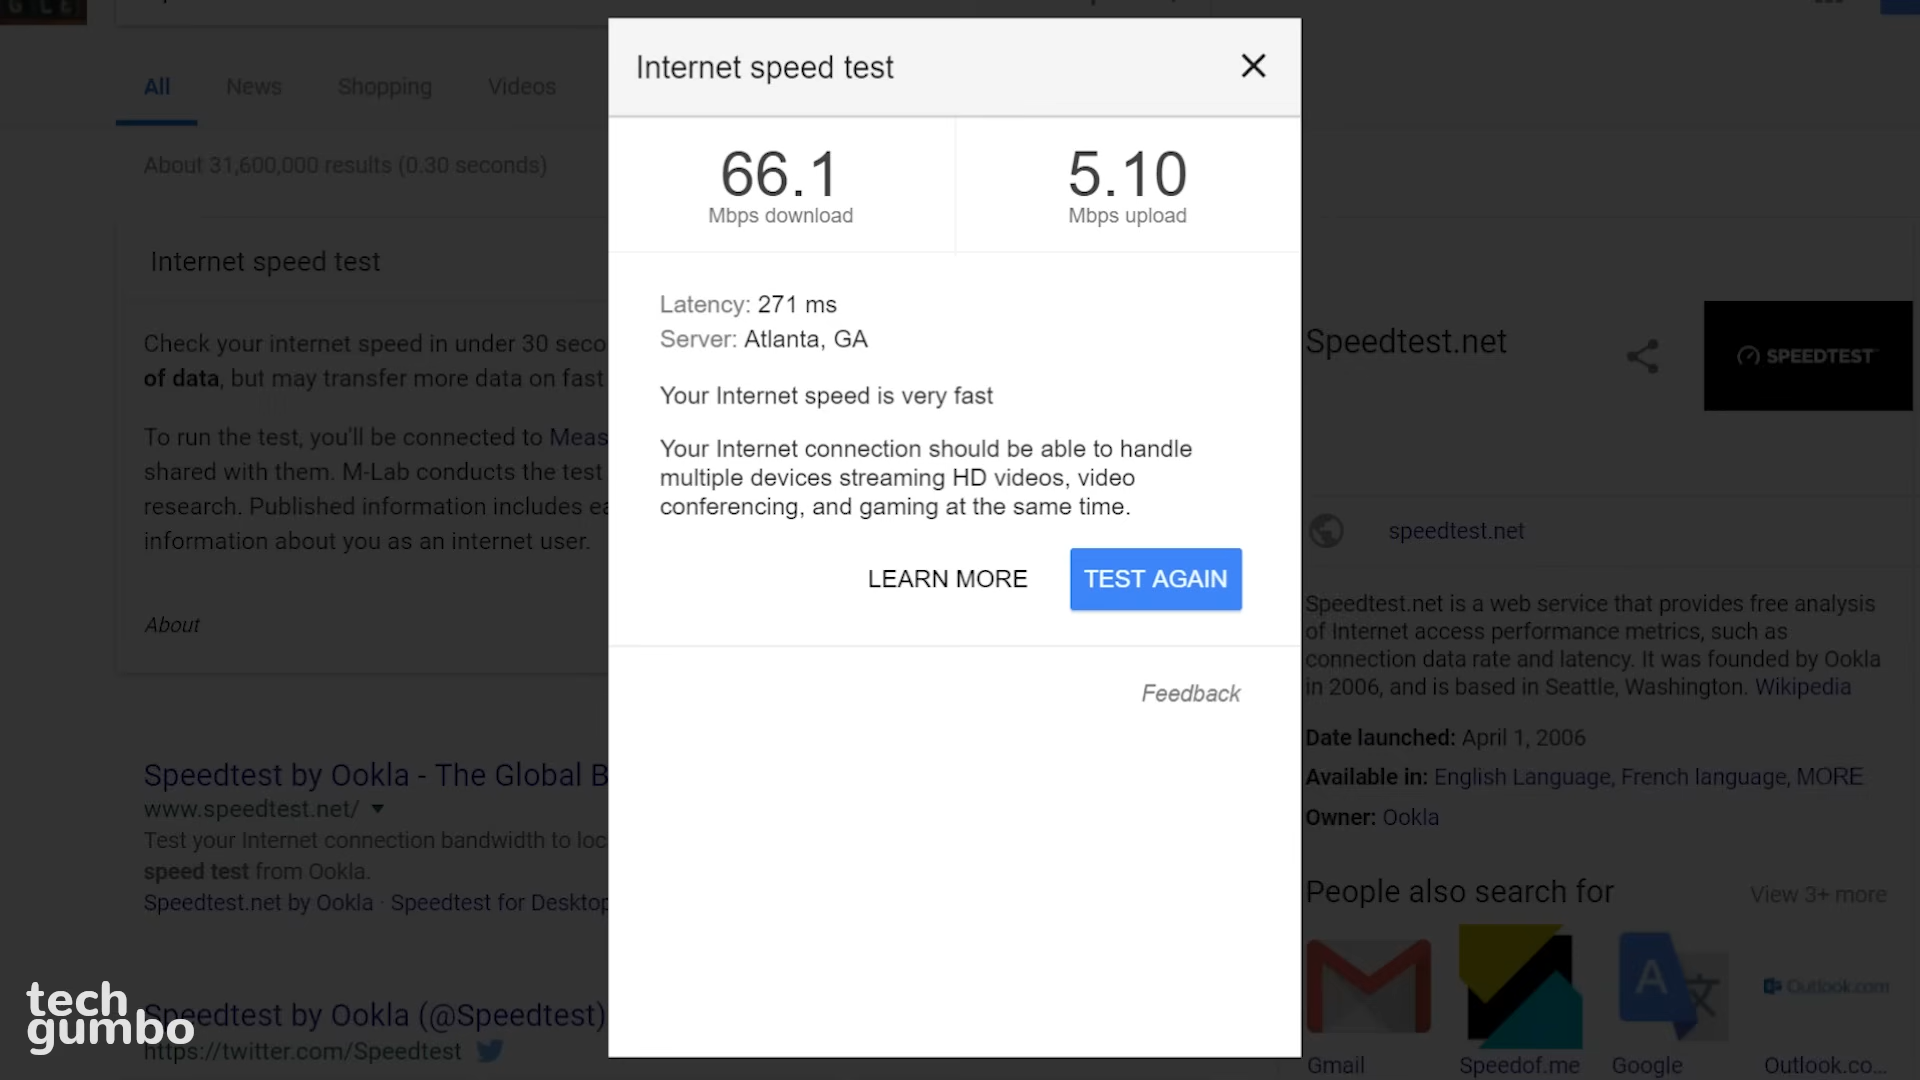 All
News
Shopping
Videos
About 31,600,000 results (0.30 seconds)
Internet speed test
Check your internet speed in under 30 seco
of data, but may transfer more data on fast
To run the test, you'll be connected to Meas
shared with them. M-Lab conducts the test
research. Published information includes ea
information about you as an internet user.
About
Speedtest by Ookla - The Global B
www.speedtest.net/
Test your Internet connection bandwidth to loc
speed test from Ookla.
Speedtest.net by Ookla · Speedtest for Desktop
Speedtest by Ookla (@Speedtest)
https://twitter.com/Speedtest
tech
gumbo
Internet speed test
66.1
Mbps download
5.10
Mbps upload
Latency: 271 ms
Server: Atlanta, GA
Your Internet speed is very fast
Your Internet connection should be able to handle
multiple devices streaming HD videos, video
conferencing, and gaming at the same time.
LEARN MORE
TEST AGAIN
Feedback
Speedtest.net
SPEEDTEST
speedtest.net
Speedtest.net is a web service that provides free analysis
of Internet access performance metrics, such as
connection data rate and latency. It was founded by Ookla
in 2006, and is based in Seattle, Washington. Wikipedia
Date launched: April 1, 2006
Available in: English Language, French language, MORE
Owner: Ookla
People also search for
View 3+ more
A
Outlook.com
Gmail
Speedof.me
Google
Outlook.co...